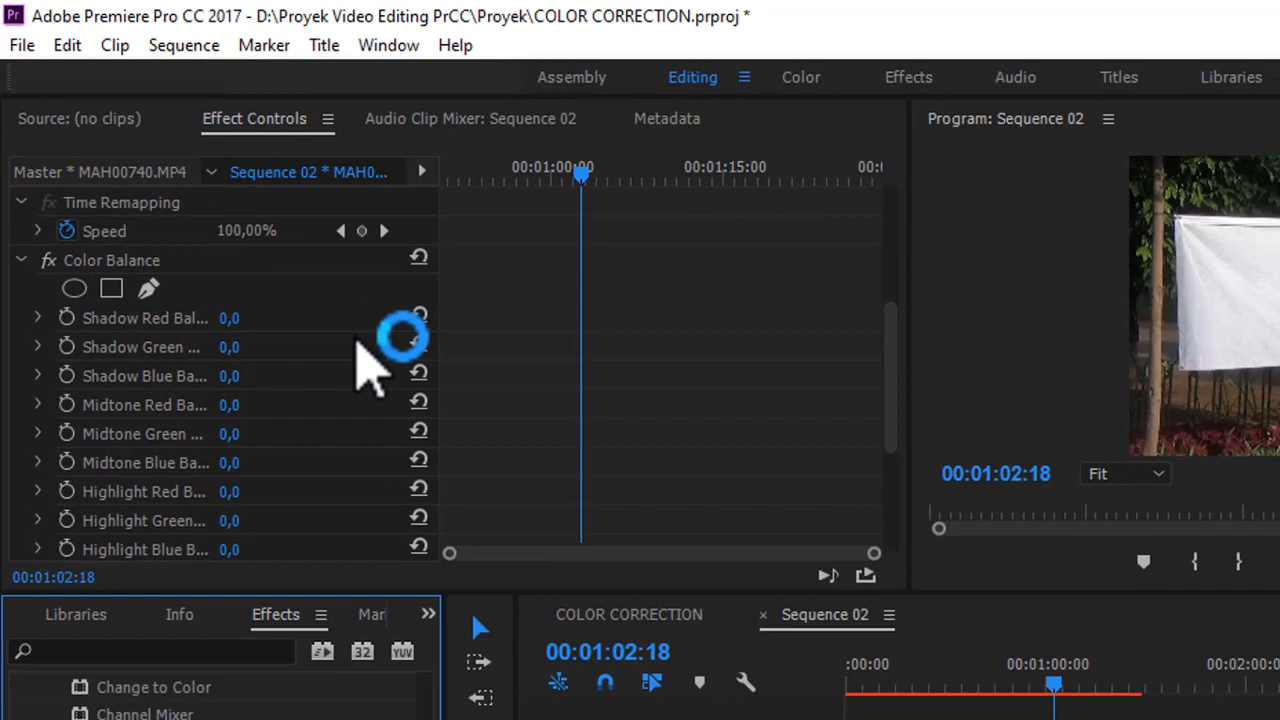 Pr Adobe Premiere Pro CC 2017 - D:\Proyek Video Editing PrCC\Proyek\COLOR CORRECTION.prproj *
File Edit Clip Sequence Marker Title Window Help
Assembly Editing Color Effects Audio Titles Libraries
Source: (no clips) Effect Controls Audio Clip Mixer: Sequence 02 Metadata
Program: Sequence 02
Master * MAH00740.MP4 Sequence 02 * MAH0...
00:01:00:00 00:01:15:00
Time Remapping
Speed 100,00%
fx Color Balance
Shadow Red Bal... 0,0
Shadow Green ... 0,0
Shadow Blue Ba... 0,0
Midtone Red Ba... 0,0
Midtone Green ... 0,0
Midtone Blue Ba... 0,0
Highlight Red B... 0,0
Highlight Green... 0,0
Highlight Blue B... 0,0
00:01:02:18
00:01:02:18 Fit
Libraries Info Effects Mar
COLOR CORRECTION × Sequence 02
32 YUV
00:01:02:18
:00:00 00:01:00:00 00:02:00:0
Change to Color
Channel Mixer